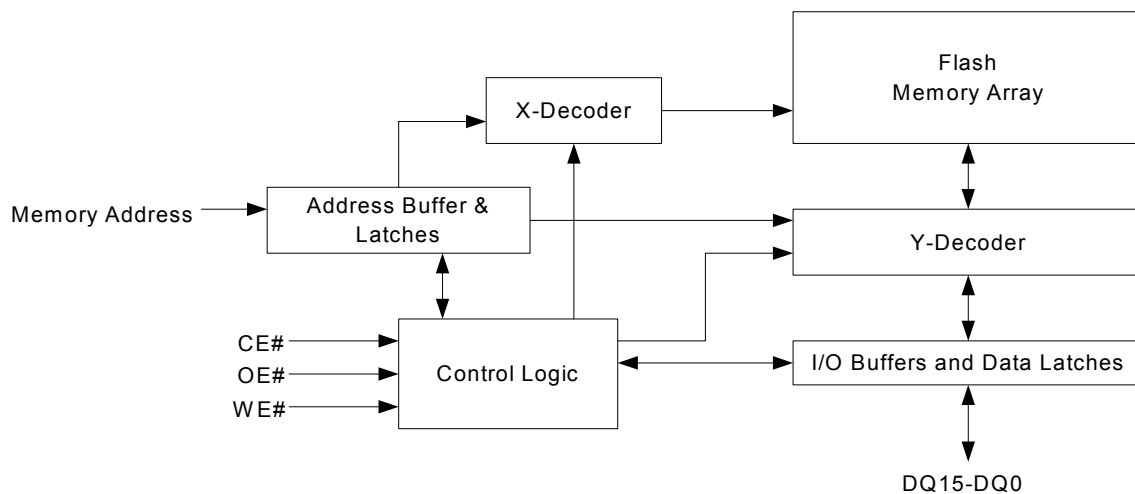 Flash
Memory Array
X-Decoder
Memory Address
Address Buffer &
Latches
Y-Decoder
CE#
OE#
WE#
Control Logic
I/O Buffers and Data Latches
DQ15-DQ0